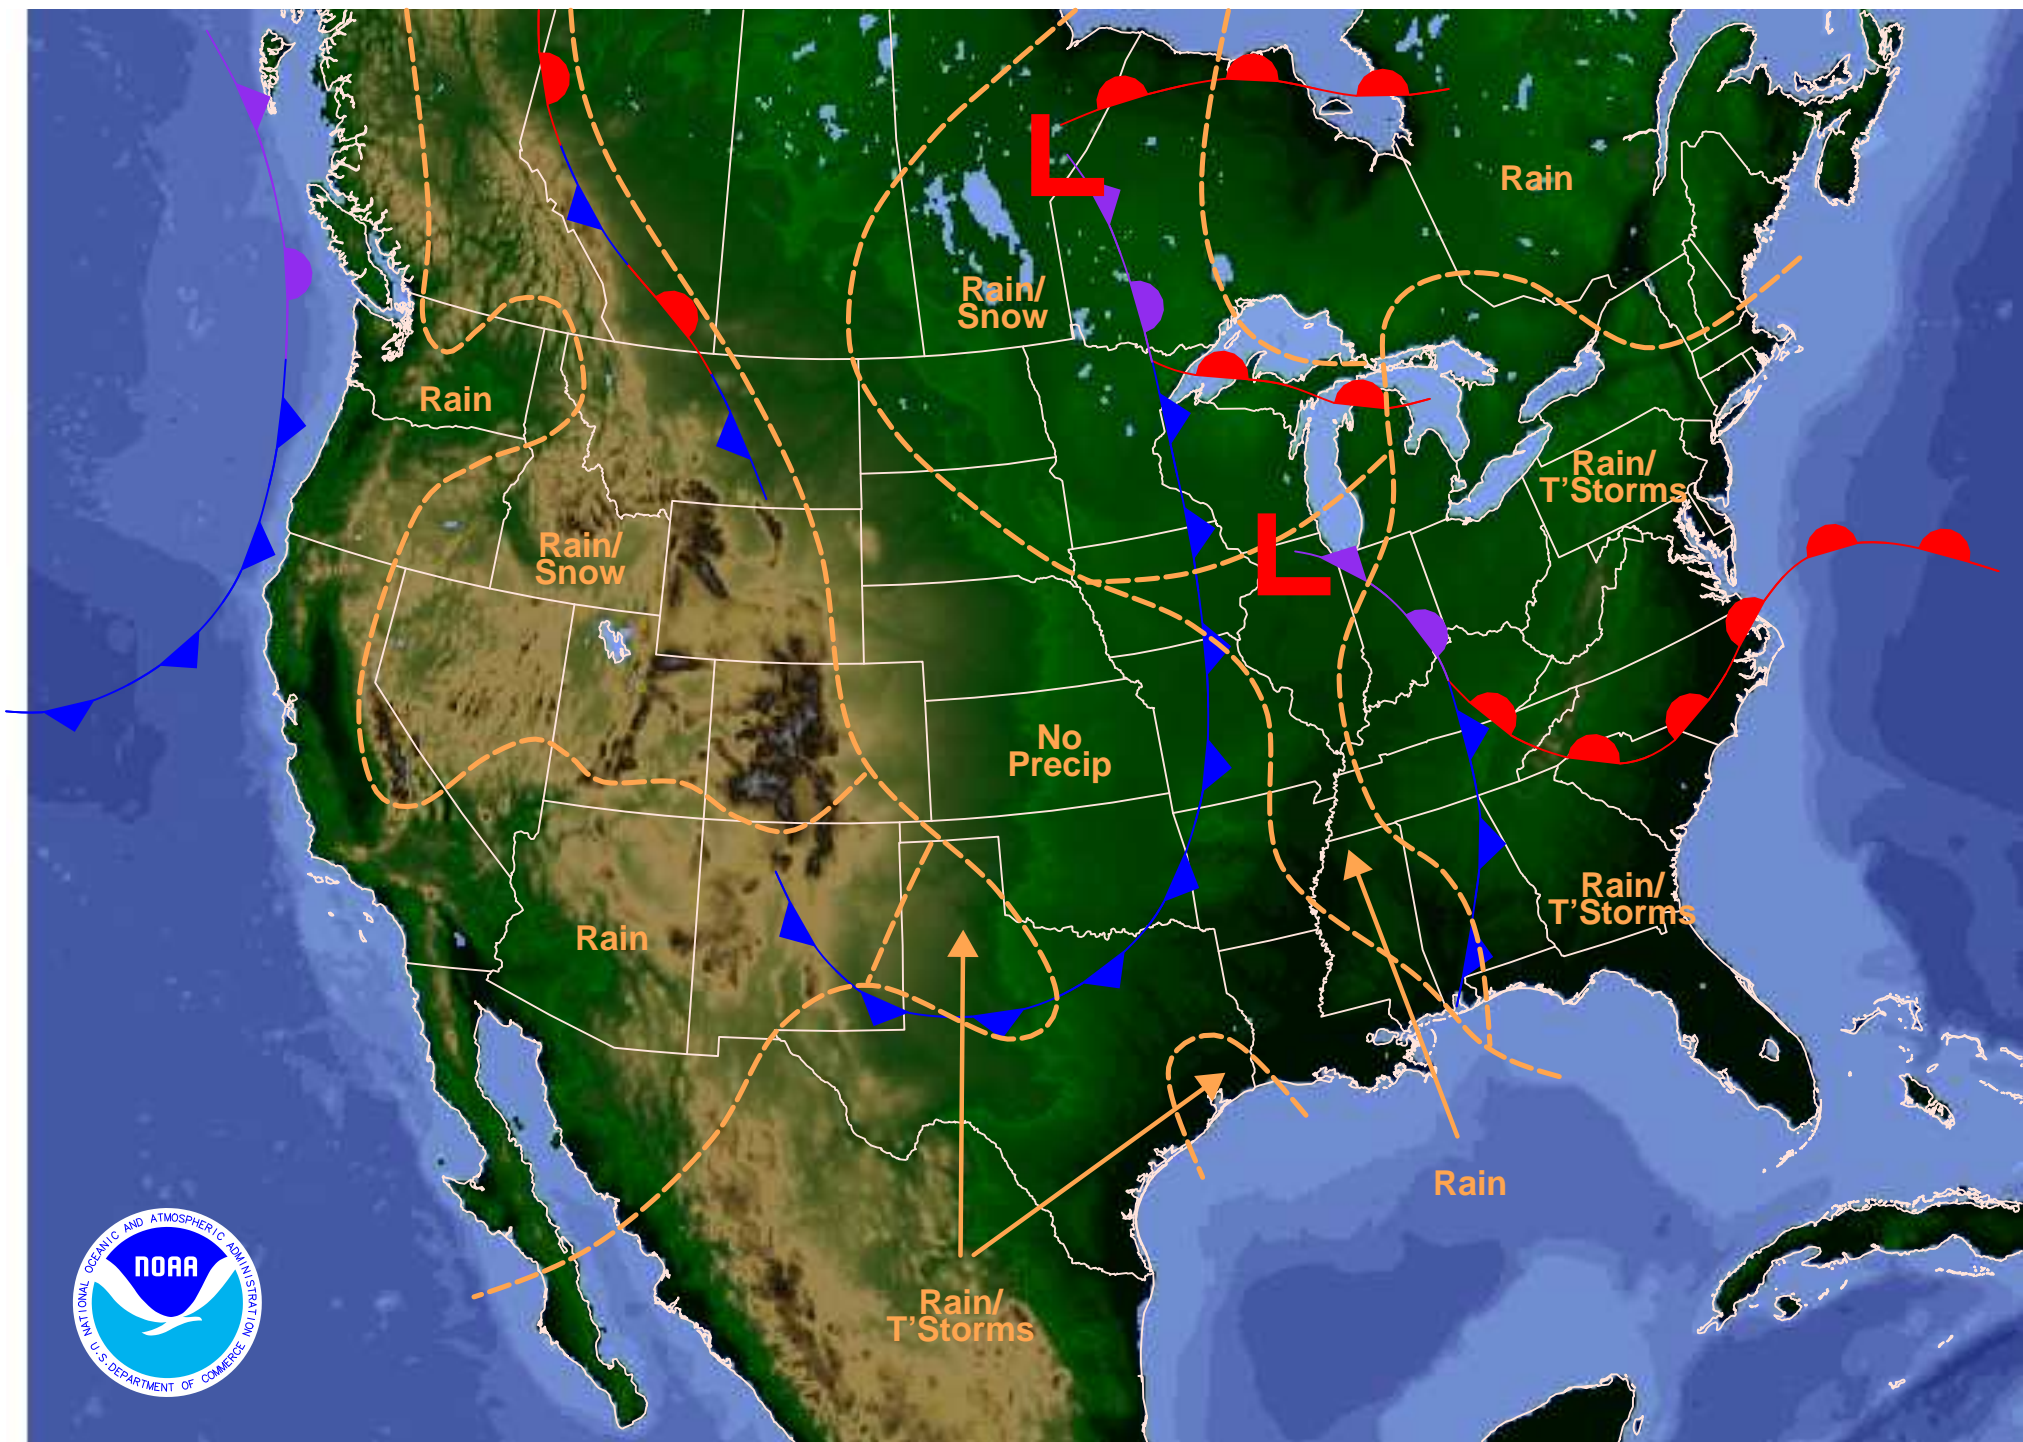 L
Rain
Rain/
Snow
Rain
Rain/
T'Storms
L
Rain/
Snow
No
Precip
Rain/
T'Storms
Rain
Rain
Rain/
T'Storms
NATIONAL OCEANIC AND ATMOSPHERIC ADMINISTRATION
NOAA
U.S. DEPARTMENT OF COMMERCE